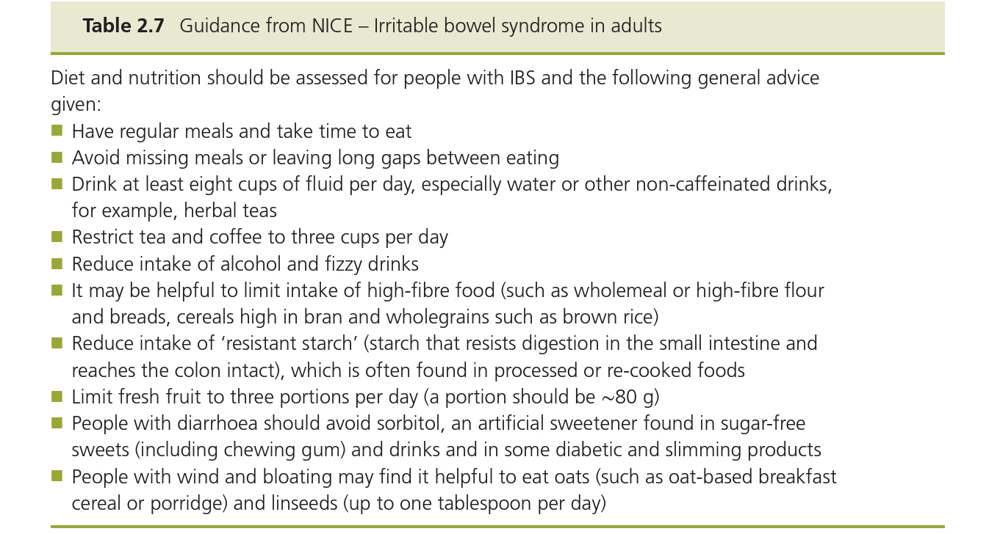 Table 2.7 Guidance from NICE – Irritable bowel syndrome in adults
Diet and nutrition should be assessed for people with IBS and the following general advice
given:
■ Have regular meals and take time to eat
■ Avoid missing meals or leaving long gaps between eating
■ Drink at least eight cups of fluid per day, especially water or other non-caffeinated drinks,
for example, herbal teas
■ Restrict tea and coffee to three cups per day
■ Reduce intake of alcohol and fizzy drinks
■ It may be helpful to limit intake of high-fibre food (such as wholemeal or high-fibre flour
and breads, cereals high in bran and wholegrains such as brown rice)
■ Reduce intake of ‘resistant starch’ (starch that resists digestion in the small intestine and
reaches the colon intact), which is often found in processed or re-cooked foods
■ Limit fresh fruit to three portions per day (a portion should be ~80 g)
■ People with diarrhoea should avoid sorbitol, an artificial sweetener found in sugar-free
sweets (including chewing gum) and drinks and in some diabetic and slimming products
■ People with wind and bloating may find it helpful to eat oats (such as oat-based breakfast
cereal or porridge) and linseeds (up to one tablespoon per day)